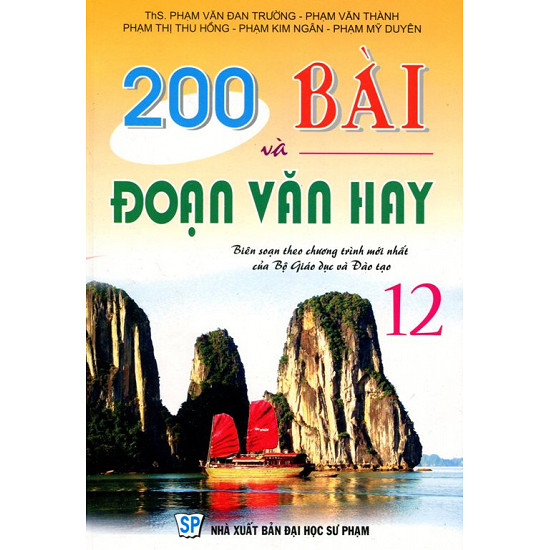 ThS. PHẠM VĂN ĐAN TRƯỜNG - PHẠM VĂN THÀNH
PHẠM THỊ THU HỒNG - PHẠM KIM NGÂN - PHẠM MỸ DUYÊN
200 BÀI
và
ĐOẠN VĂN HAY
Biên soạn theo chương trình mới nhất
của Bộ Giáo dục và Đào tạo
12
SP NHÀ XUẤT BẢN ĐẠI HỌC SƯ PHẠM